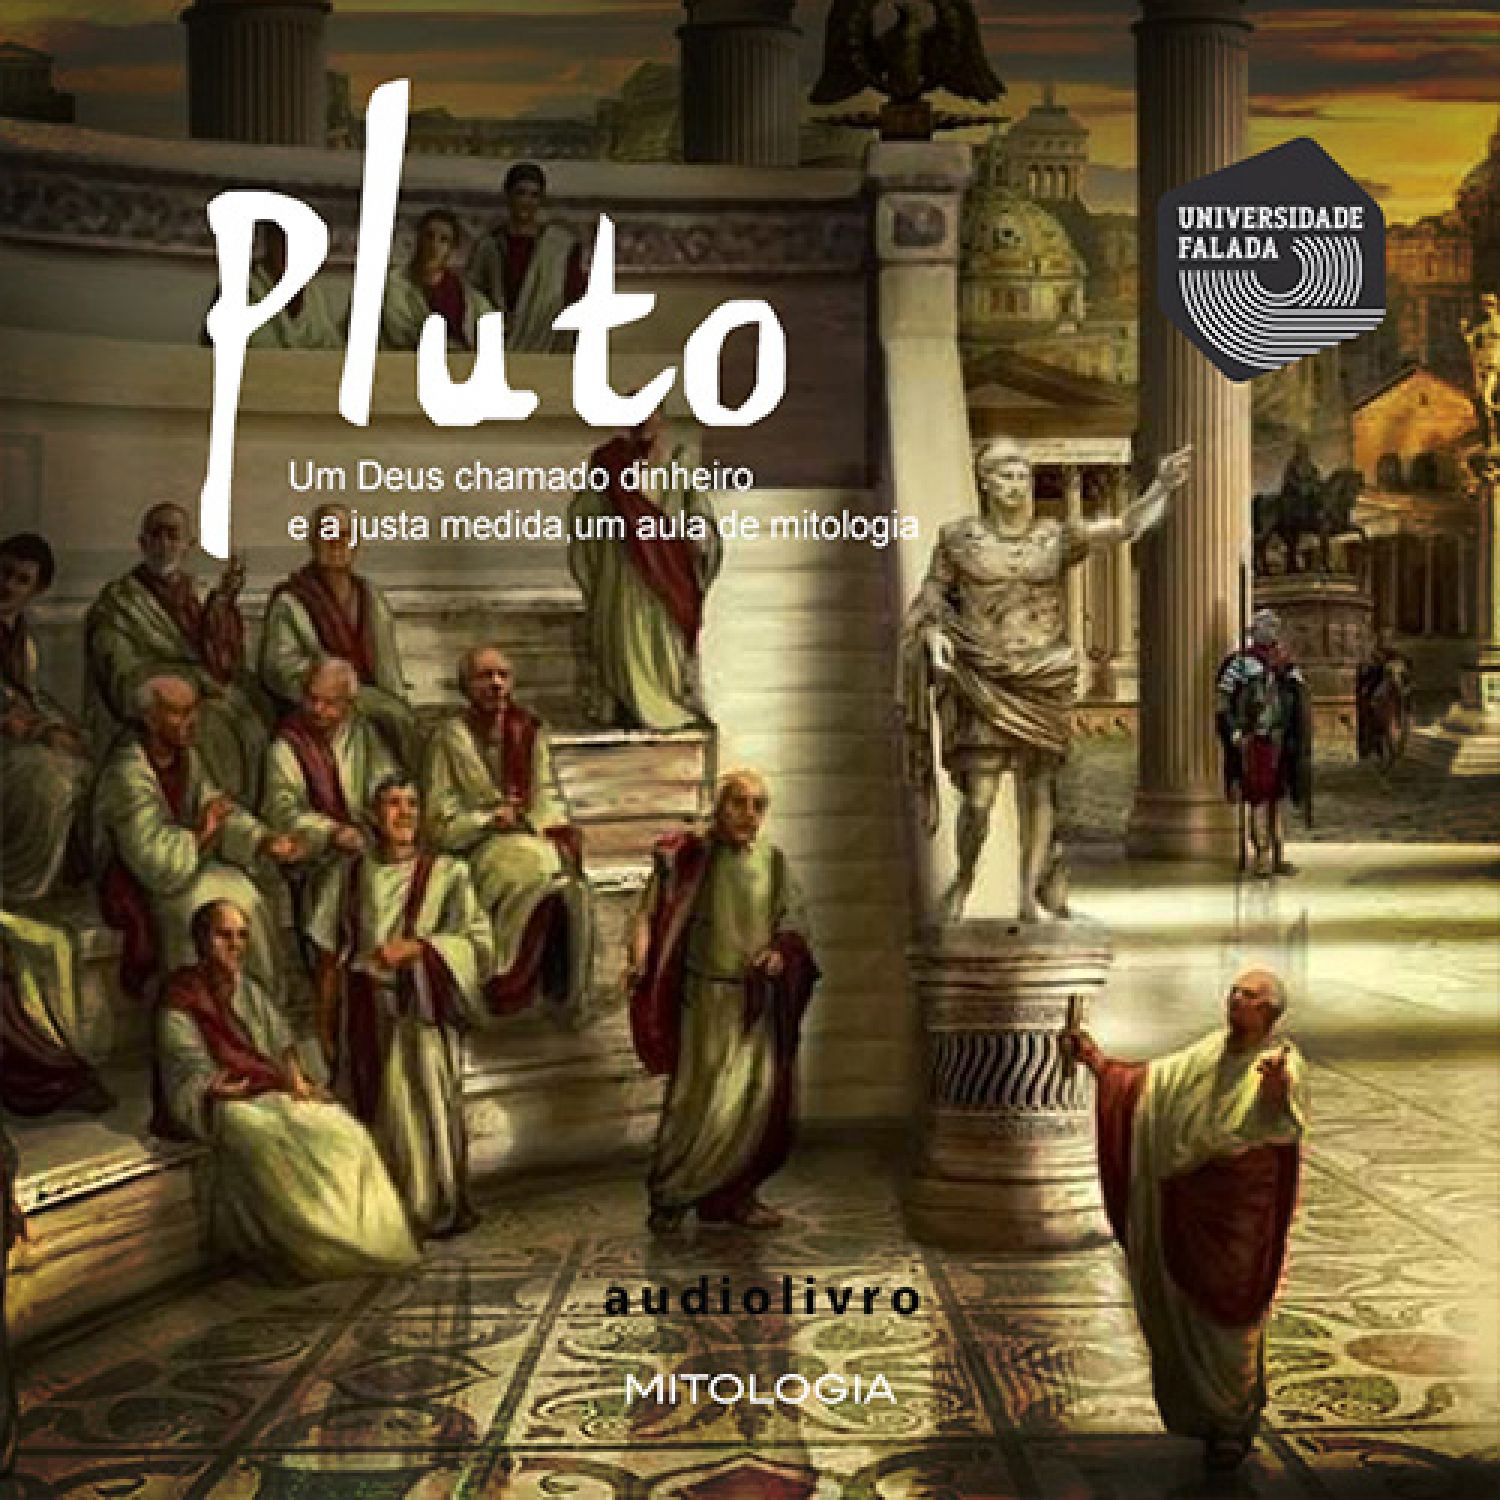 Pluto
UNIVERSIDADE
FALADA
Um Deus chamado dinheiro
e a justa medida,um aula de mitologia
audiolivro
MITOLOGIA